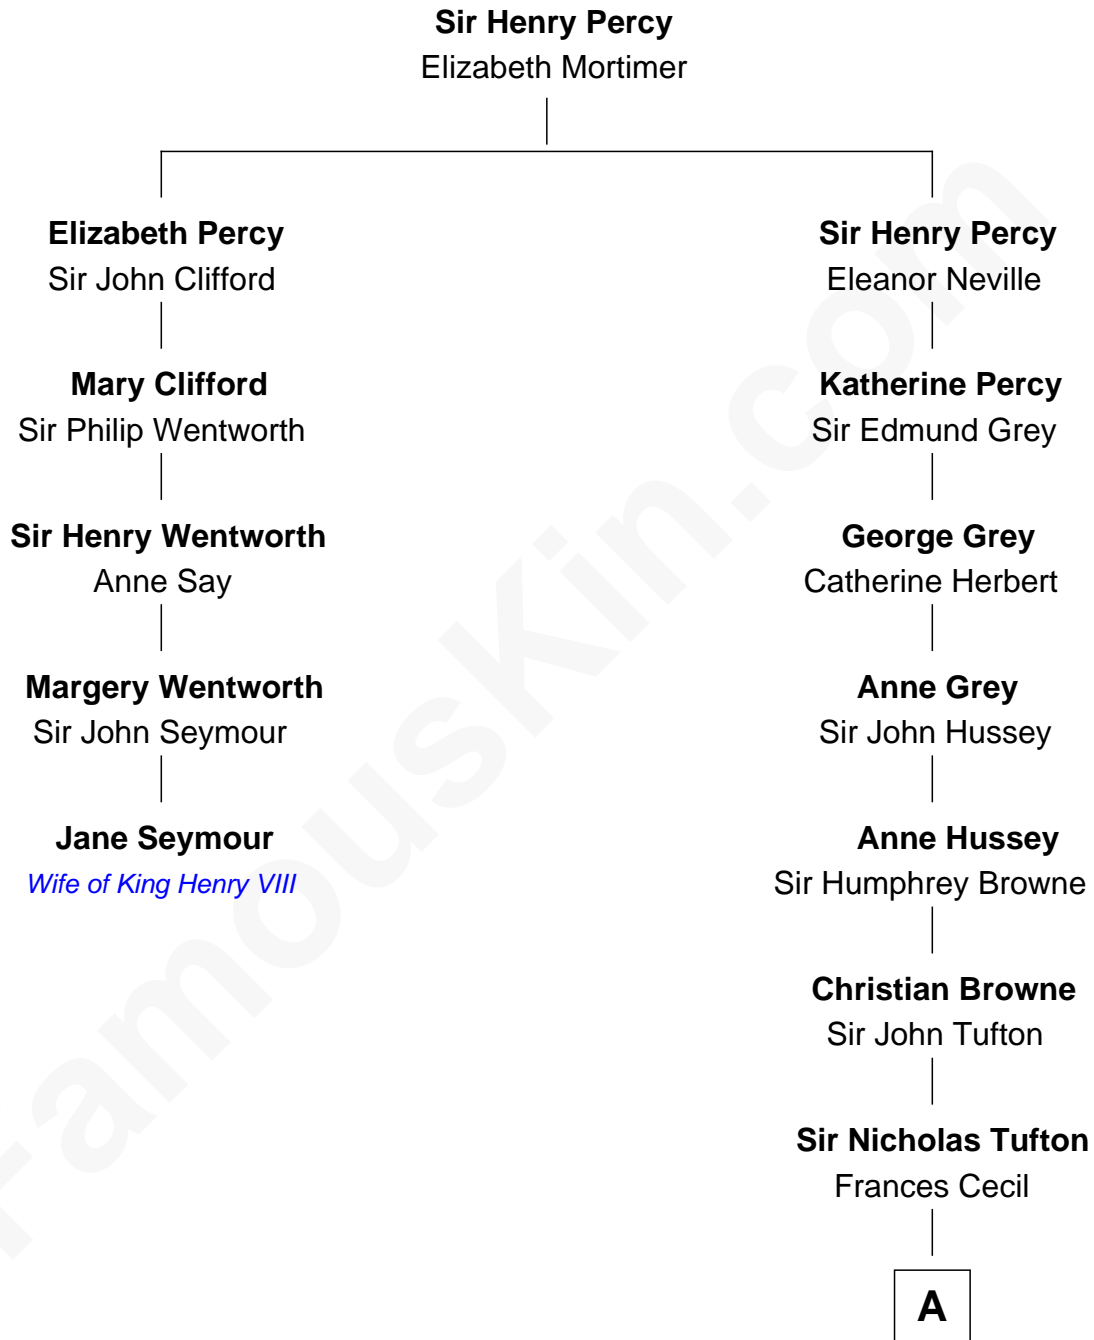 Sir Henry Percy
Elizabeth Mortimer
Elizabeth Percy
Sir John Clifford
Mary Clifford
Sir Philip Wentworth
Sir Henry Wentworth
Anne Say
Margery Wentworth
Sir John Seymour
Jane Seymour
Wife of King Henry VIII
Sir Henry Percy
Eleanor Neville
Katherine Percy
Sir Edmund Grey
George Grey
Catherine Herbert
Anne Grey
Sir John Hussey
Anne Hussey
Sir Humphrey Browne
Christian Browne
Sir John Tufton
Sir Nicholas Tufton
Frances Cecil
A
FamousKin.com